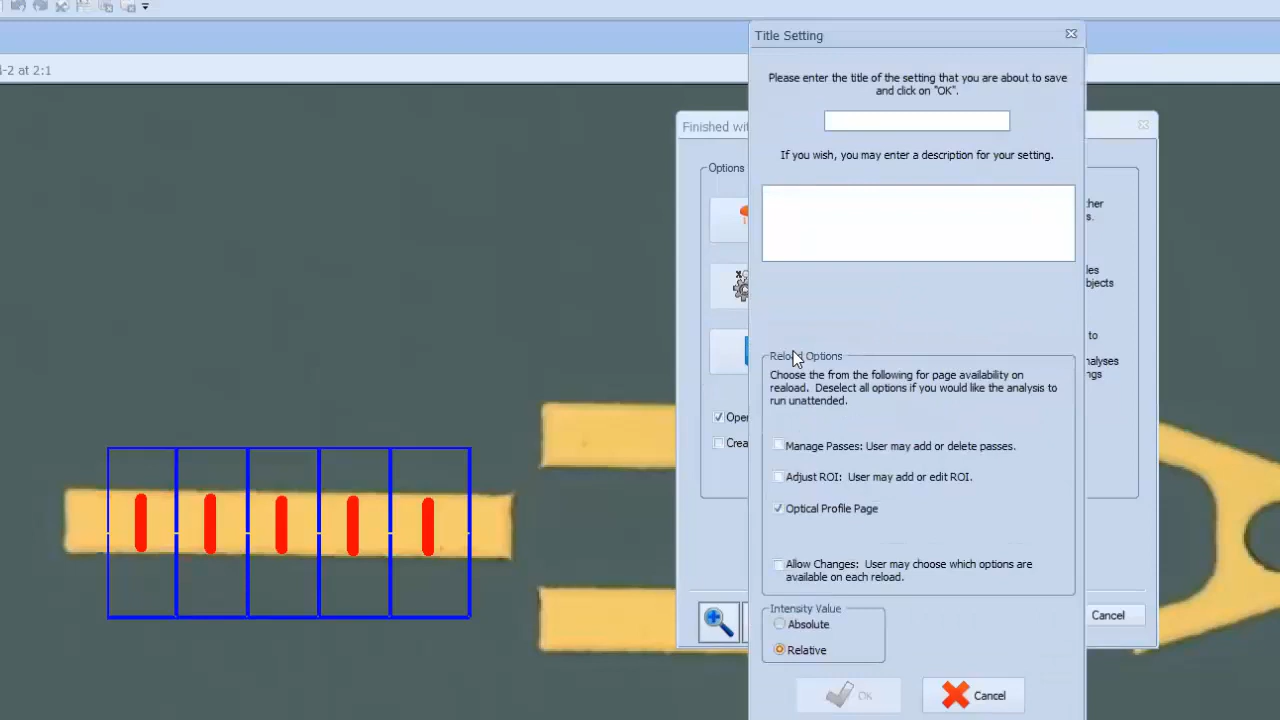 -2 at 2:1
Title Setting
Please enter the title of the setting that you are about to save
and click on "OK".
Finished wit
If you wish, you may enter a description for your setting.
Options
her
s.
les
bjects
to
alyses
ngs
Oper
Crea
Reload Options
Choose the from the following for page availability on
reaload. Deselect all options if you would like the analysis to
run unattended.
Manage Passes: User may add or delete passes.
Adjust ROI: User may add or edit ROI.
Optical Profile Page
Allow Changes: User may choose which options are
available on each reload.
Intensity Value
Absolute
Relative
Cancel
OK
Cancel